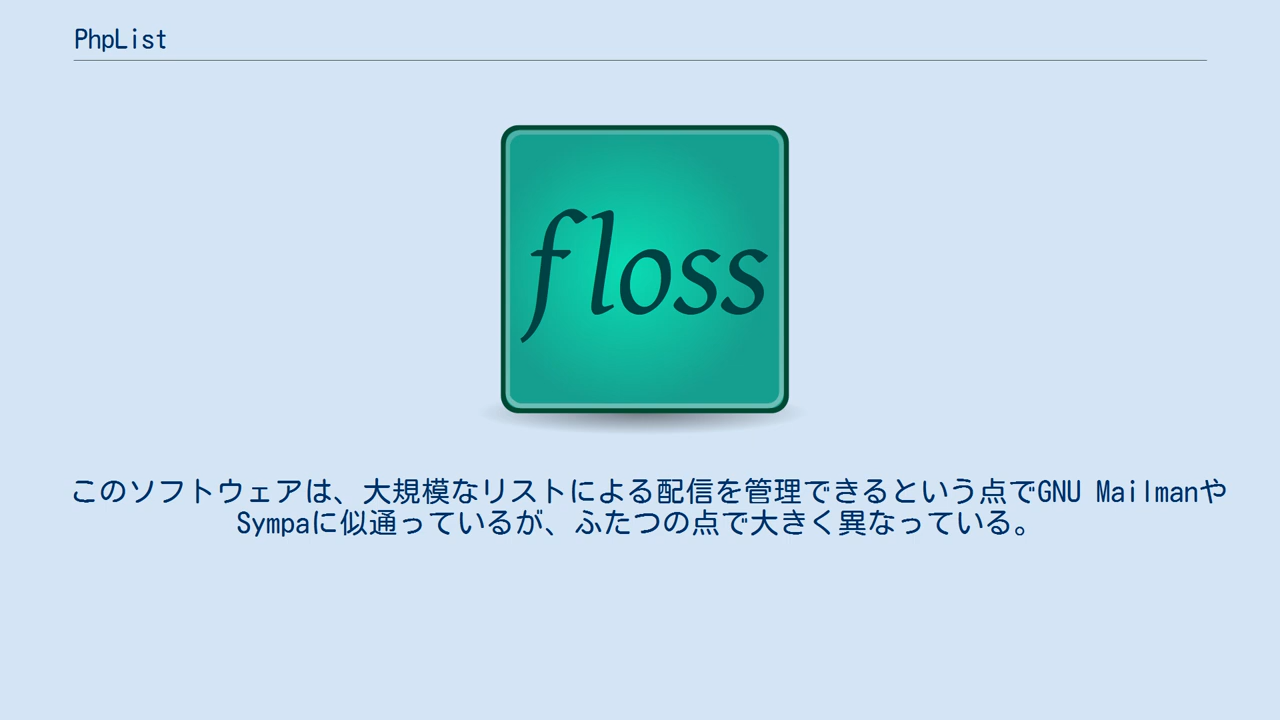 PhpList
floss
このソフトウェアは、大規模なリストによる配信を管理できるという点でGNU Mailmanや
Sympaに似通っているが、ふたつの点で大きく異なっている。